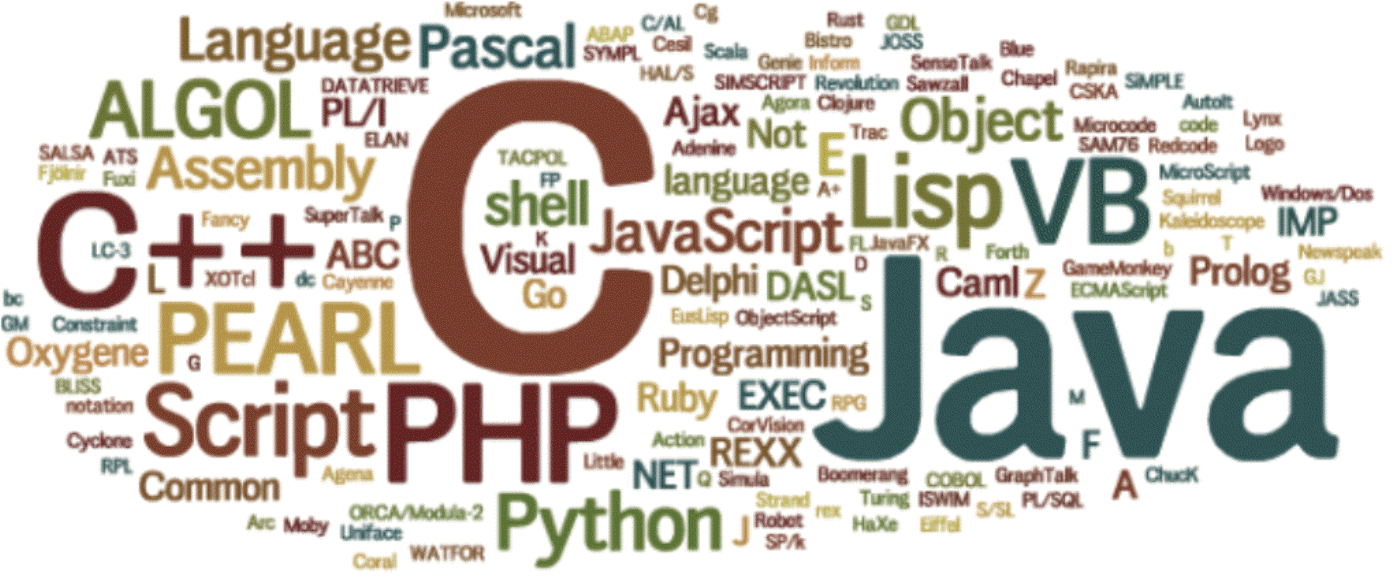 Microsoft
Cg
Language
Pascal
ABAP
C/AL
Rust
GDL
SYMPL
Cesil
Scala
Bistro
JOSS
Blue
HAL/S
Genie
Inform
SenseTalk
Rapira
DATATRIEVE
SIMSCRIPT
Revolution
Sawzall
Chapel
SiMPLE
CSKA
ALGOL
PL/I
C
Ajax
Agora
Clojure
Object
AutoIt
ELAN
Not
Trac
Microcode
code
Lynx
SALSA
ATS
Assembly
TACPOL
Adenine
E
SAM76
Redcode
Logo
Fjölnir
Fuxi
FP
language
A+
Lisp
VB
MicroScript
C++
Fancy
SuperTalk
P
shell
JavaScript
Squirrel
Windows/Dos
LC-3
ABC
K
Visual
FL
JavaFX
R
Forth
Kaleidoscope
IMP
b
T
Newspeak
L
XOTcl
dc
Cayenne
Go
Delphi
DASL
D
S
Caml
Z
GameMonkey
ECMAScript
Prolog
GJ
JASS
bc
GM
Constraint
PEARL
EusLisp
ObjectScript
Java
Oxygene
G
Programming
BLISS
notation
Script
PHP
Ruby
EXEC
RPG
M
Cyclone
CorVision
Action
REXX
F
RPL
Common
Agena
Little
NET
Q
Simula
Boomerang
COBOL
GraphTalk
A
ChucK
Arc
Moby
ORCA/Modula-2
Uniface
Python
Strand
rex
Turing
ISWIM
S/SL
PL/SQL
J
Robot
HaXe
Eiffel
Coral
WATFOR
SP/k